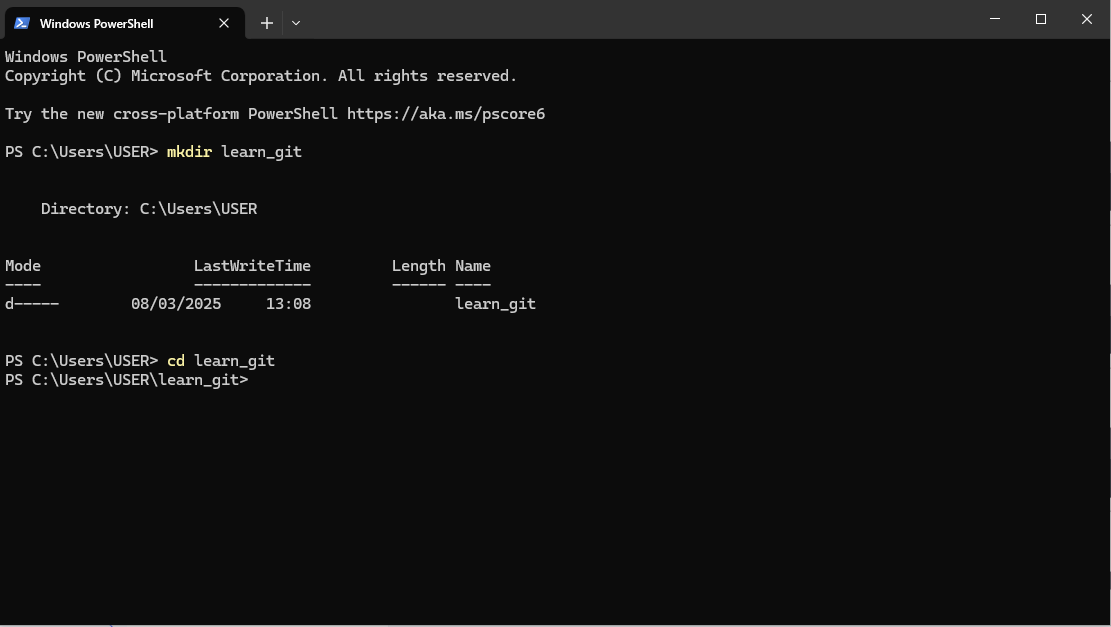 Windows PowerShell
Windows PowerShell
Copyright (C) Microsoft Corporation. All rights reserved.
Try the new cross-platform PowerShell https://aka.ms/pscore6
PS C:\Users\USER> mkdir learn_git
    Directory: C:\Users\USER
Mode                 LastWriteTime         Length Name
----                 -------------         ------ ----
d-----        08/03/2025     13:08                learn_git
PS C:\Users\USER> cd learn_git
PS C:\Users\USER\learn_git>